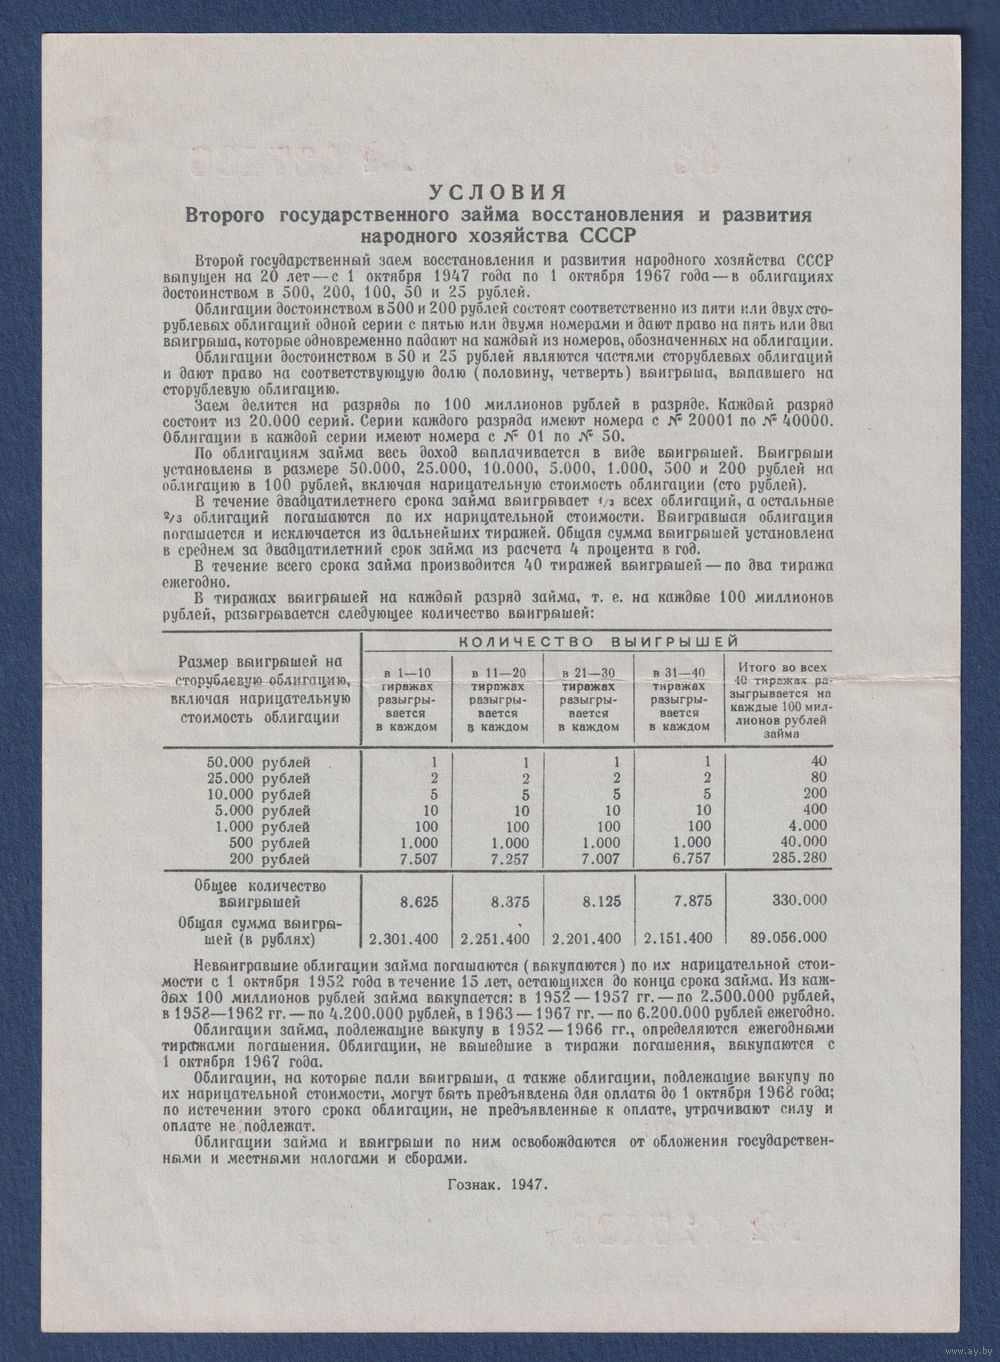 УСЛОВИЯ
Второго государственного займа восстановления и развития
народного хозяйства СССР
Второй государственный заем восстановления и развития народного хозяйства СССР
выпущен на 20 лет — с 1 октября 1947 года по 1 октября 1967 года — в облигациях
достоинством в 500, 200, 100, 50 и 25 рублей.
Облигации достоинством в 500 и 200 рублей состоят соответственно из пяти или двух сто-
рублевых облигаций одной серии с пятью или двумя номерами и дают право на пять или два
выигрыша, которые одновременно падают на каждый из номеров, обозначенных на облигации.
Облигации достоинством в 50 и 25 рублей являются частями сторублевых облигаций
и дают право на соответствующую долю (половину, четверть) выигрыша, выпавшего на
сторублевую облигацию.
Заем делится на разряды по 100 миллионов рублей в разряде. Каждый разряд
состоит из 20.000 серий. Серии каждого разряда имеют номера с № 20001 по № 40000.
Облигации в каждой серии имеют номера с № 01 по № 50.
По облигациям займа весь доход выплачивается в виде выигрышей. Выигрыши
установлены в размере 50.000, 25.000, 10.000, 5.000, 1.000, 500 и 200 рублей на
облигацию в 100 рублей, включая нарицательную стоимость облигации (сто рублей).
В течение двадцатилетнего срока займа выигрывает 1/3 всех облигаций, а остальные
2/3 облигаций погашаются по их нарицательной стоимости. Выигравшая облигация
погашается и исключается из дальнейших тиражей. Общая сумма выигрышей установлена
в среднем за двадцатилетний срок займа из расчета 4 процента в год.
В течение всего срока займа производится 40 тиражей выигрышей — по два тиража
ежегодно.
В тиражах выигрышей на каждый разряд займа, т. е. на каждые 100 миллионов
рублей, разыгрывается следующее количество выигрышей:
Размер выигрышей на
сторублевую облигацию,
включая нарицательную
стоимость облигации
КОЛИЧЕСТВО ВЫИГРЫШЕЙ
в 1—10
тиражах
разыгры-
вается
в каждом
в 11—20
тиражах
разыгры-
вается
в каждом
в 21—30
тиражах
разыгры-
вается
в каждом
в 31—40
тиражах
разыгры-
вается
в каждом
Итого во всех
40 тиражах ра-
зыгрывается на
каждые 100 мил-
лионов рублей
займа
50.000 рублей 1 1 1 1 40
25.000 рублей 2 2 2 2 80
10.000 рублей 5 5 5 5 200
5.000 рублей 10 10 10 10 400
1.000 рублей 100 100 100 100 4.000
500 рублей 1.000 1.000 1.000 1.000 40.000
200 рублей 7.507 7.257 7.007 6.757 285.280
Общее количество
выигрышей 8.625 8.375 8.125 7.875 330.000
Общая сумма выигры-
шей (в рублях) 2.301.400 2.251.400 2.201.400 2.151.400 89.056.000
Невыигравшие облигации займа погашаются (выкупаются) по их нарицательной стои-
мости с 1 октября 1952 года в течение 15 лет, остающихся до конца срока займа. Из каж-
дых 100 миллионов рублей займа выкупается: в 1952 — 1957 гг. — по 2.500.000 рублей,
в 1958—1962 гг. — по 4.200.000 рублей, в 1963 — 1967 гг. — по 6.200.000 рублей ежегодно.
Облигации займа, подлежащие выкупу в 1952 — 1966 гг., определяются ежегодными
тиражами погашения. Облигации, не вышедшие в тиражи погашения, выкупаются с
1 октября 1967 года.
Облигации, на которые пали выигрыши, а также облигации, подлежащие выкупу по
их нарицательной стоимости, могут быть предъявлены для оплаты до 1 октября 1968 года;
по истечении этого срока облигации, не предъявленные к оплате, утрачивают силу и
оплате не подлежат.
Облигации займа и выигрыши по ним освобождаются от обложения государствен-
ными и местными налогами и сборами.
Гознак. 1947.
www.ay.by